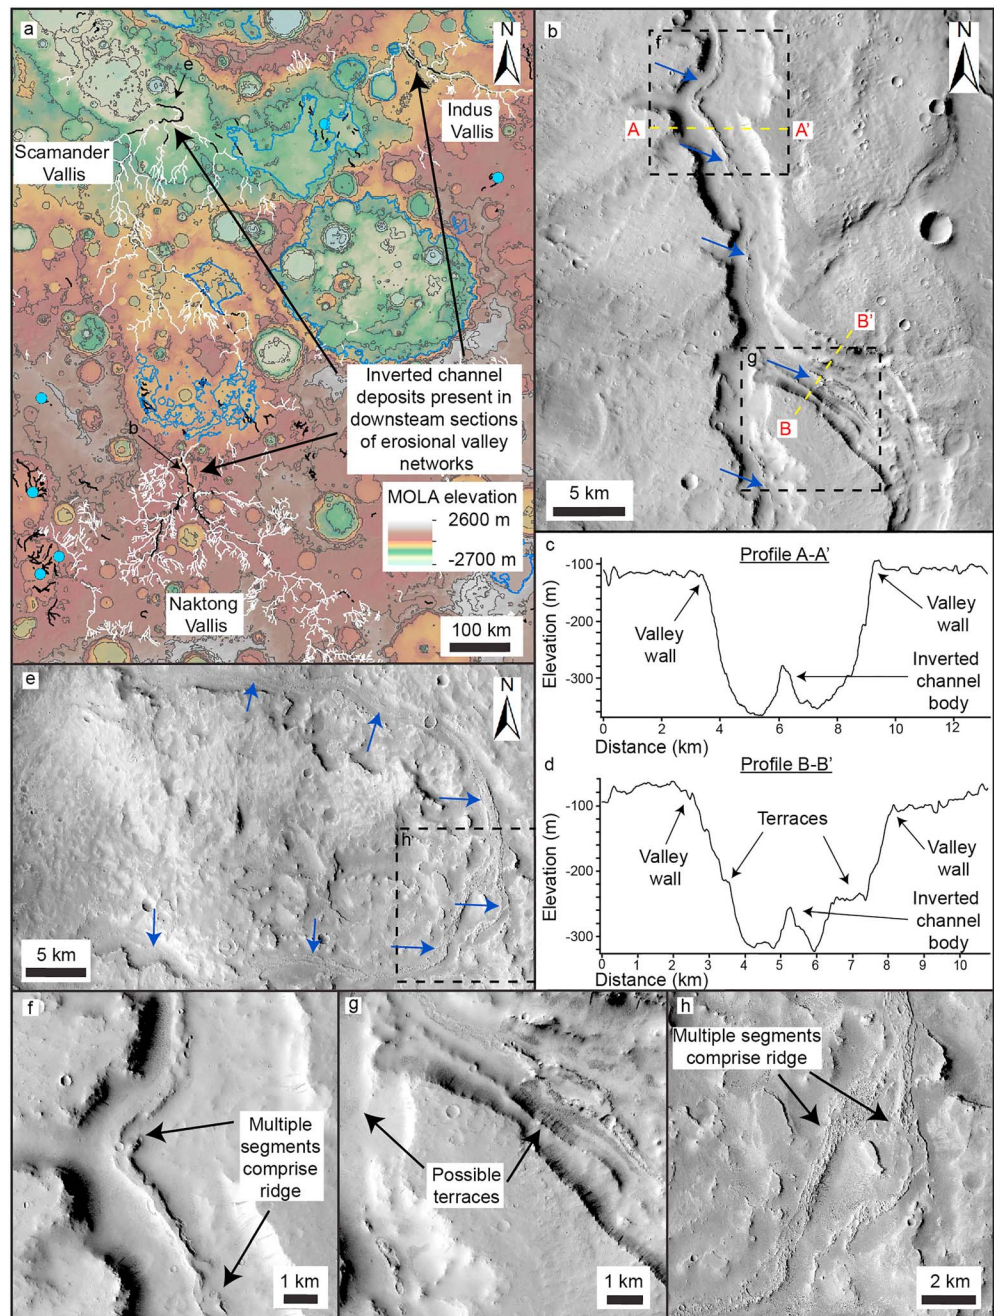 a
N
e
Indus
Vallis
Scamander
Vallis
Inverted channel
deposits present in
downsteam sections
of erosional valley
networks
b
MOLA elevation
2600 m
-2700 m
Naktong
Vallis
100 km
b
f
N
A
A'
B'
g
B
5 km
c
Profile A-A'
-100
-200
-300
Elevation (m)
Valley
wall
Valley
wall
Inverted
channel
body
0 2 4 6 8 10 12
Distance (km)
d
Profile B-B'
-100
-200
-300
Elevation (m)
Terraces
Valley
wall
Valley
wall
Inverted
channel
body
0 1 2 3 4 5 6 7 8 9 10
Distance (km)
e
N
h
5 km
f
Multiple
segments
comprise
ridge
1 km
g
Possible
terraces
1 km
h
Multiple segments
comprise ridge
2 km